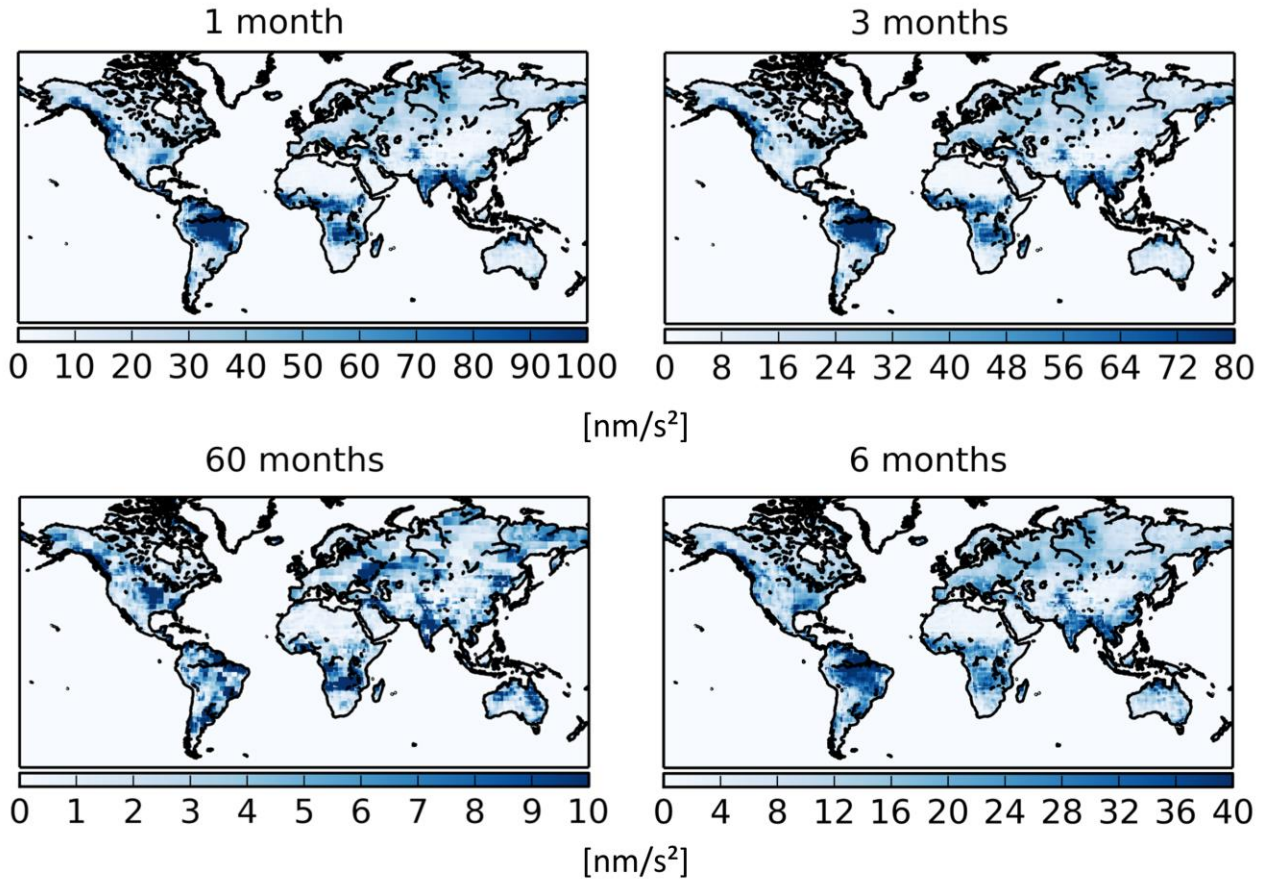 1 month
3 months
0 10 20 30 40 50 60 70 80 90 100
0 8 16 24 32 40 48 56 64 72 80
[nm/s²]
60 months
6 months
0 1 2 3 4 5 6 7 8 9 10
0 4 8 12 16 20 24 28 32 36 40
[nm/s²]